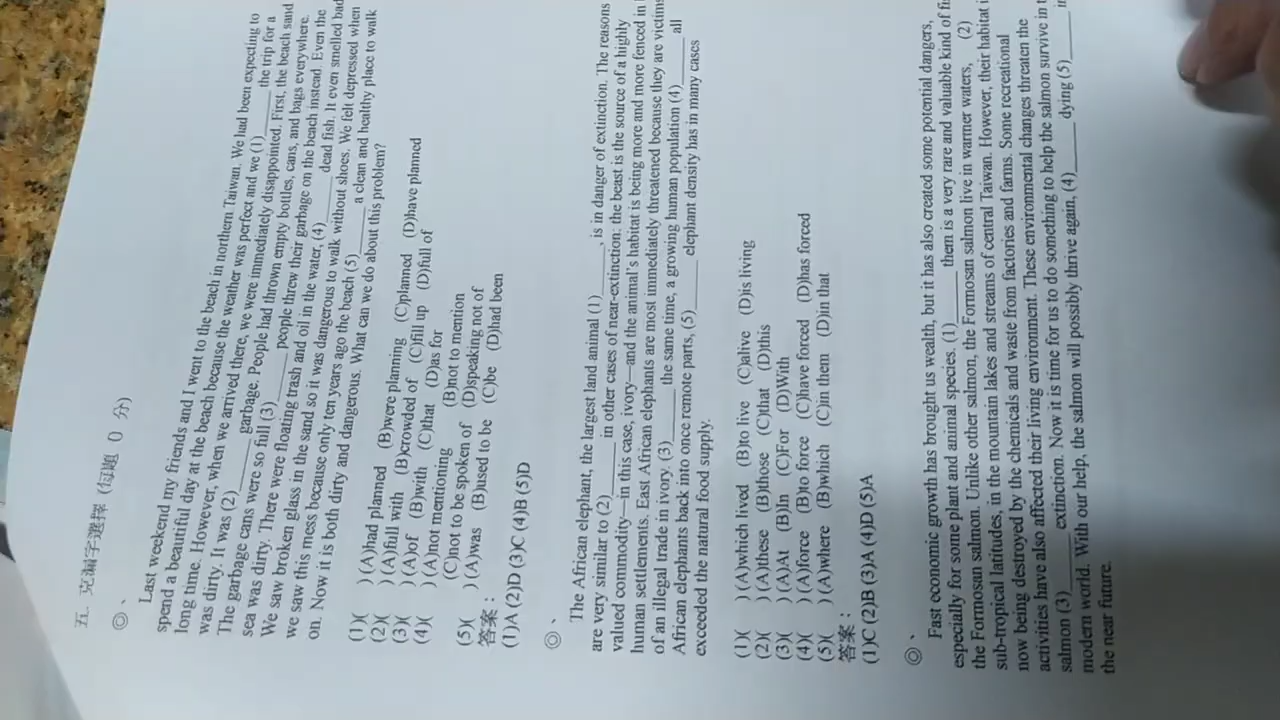 五. 克漏字選擇 (每題 0 分)
◎、
Last weekend my friends and I went to the beach in northern Taiwan. We had been expecting to
spend a beautiful day at the beach because the weather was perfect and we (1)______ the trip for a
long time. However, when we arrived there, we were immediately disappointed. First, the beach sand
was dirty. It was (2)______ garbage. People had thrown empty bottles, cans, and bags everywhere.
The garbage cans were so full (3)______ people threw their garbage on the beach instead. Even the
sea was dirty. There were floating trash and oil in the water, (4)______ dead fish. It even smelled bad
We saw broken glass in the sand so it was dangerous to walk without shoes. We felt depressed when
we saw this mess because only ten years ago the beach (5)______ a clean and healthy place to walk
on. Now it is both dirty and dangerous. What can we do about this problem?
(1)( ) (A)had planned (B)were planning (C)planned (D)have planned
(2)( ) (A)full with (B)crowded of (C)fill up (D)full of
(3)( ) (A)of (B)with (C)that (D)as for
(4)( ) (A)not mentioning (B)not to mention
(C)not to be spoken of (D)speaking not of
(5)( ) (A)was (B)used to be (C)be (D)had been
答案：
(1)A (2)D (3)C (4)B (5)D
◎、
The African elephant, the largest land animal (1)______, is in danger of extinction. The reasons
are very similar to (2)______ in other cases of near-extinction: the beast is the source of a highly
valued commodity—in this case, ivory—and the animal's habitat is being more and more fenced in
human settlements. East African elephants are most immediately threatened because they are victims
of an illegal trade in ivory. (3)______ the same time, a growing human population (4)______ all
African elephants back into once remote parts, (5)______ elephant density has in many cases
exceeded the natural food supply.
(1)( ) (A)which lived (B)to live (C)alive (D)is living
(2)( ) (A)these (B)those (C)that (D)this
(3)( ) (A)At (B)In (C)For (D)With
(4)( ) (A)force (B)to force (C)have forced (D)has forced
(5)( ) (A)where (B)which (C)in them (D)in that
答案：
(1)C (2)B (3)A (4)D (5)A
◎、
Fast economic growth has brought us wealth, but it has also created some potential dangers,
especially for some plant and animal species. (1)______ them is a very rare and valuable kind of
the Formosan salmon. Unlike other salmon, the Formosan salmon live in warmer waters, (2)
sub-tropical latitudes, in the mountain lakes and streams of central Taiwan. However, their habitat
now being destroyed by the chemicals and waste from factories and farms. Some recreational
activities have also affected their living environment. These environmental changes threaten the
salmon (3)______ extinction. Now it is time for us to do something to help the salmon survive in
modern world. With our help, the salmon will possibly thrive again, (4)______ dying (5)______
the near future.